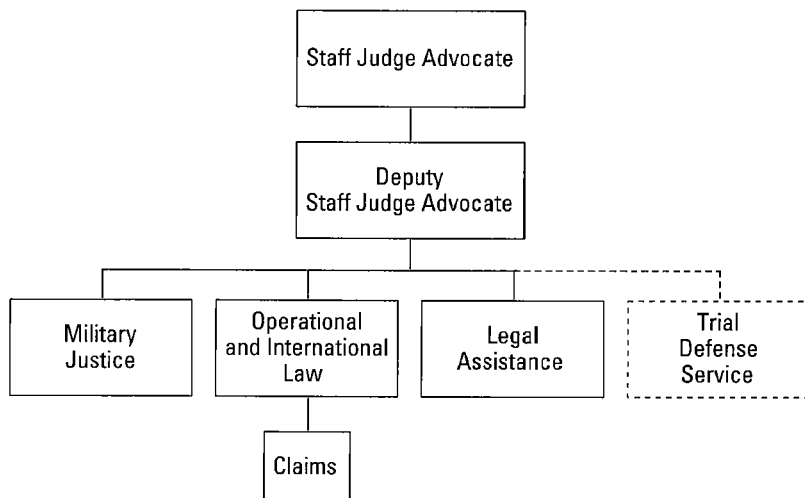 Staff Judge Advocate
Deputy
Staff Judge Advocate
Military
Justice
Operational
and International
Law
Legal
Assistance
Trial
Defense
Service
Claims